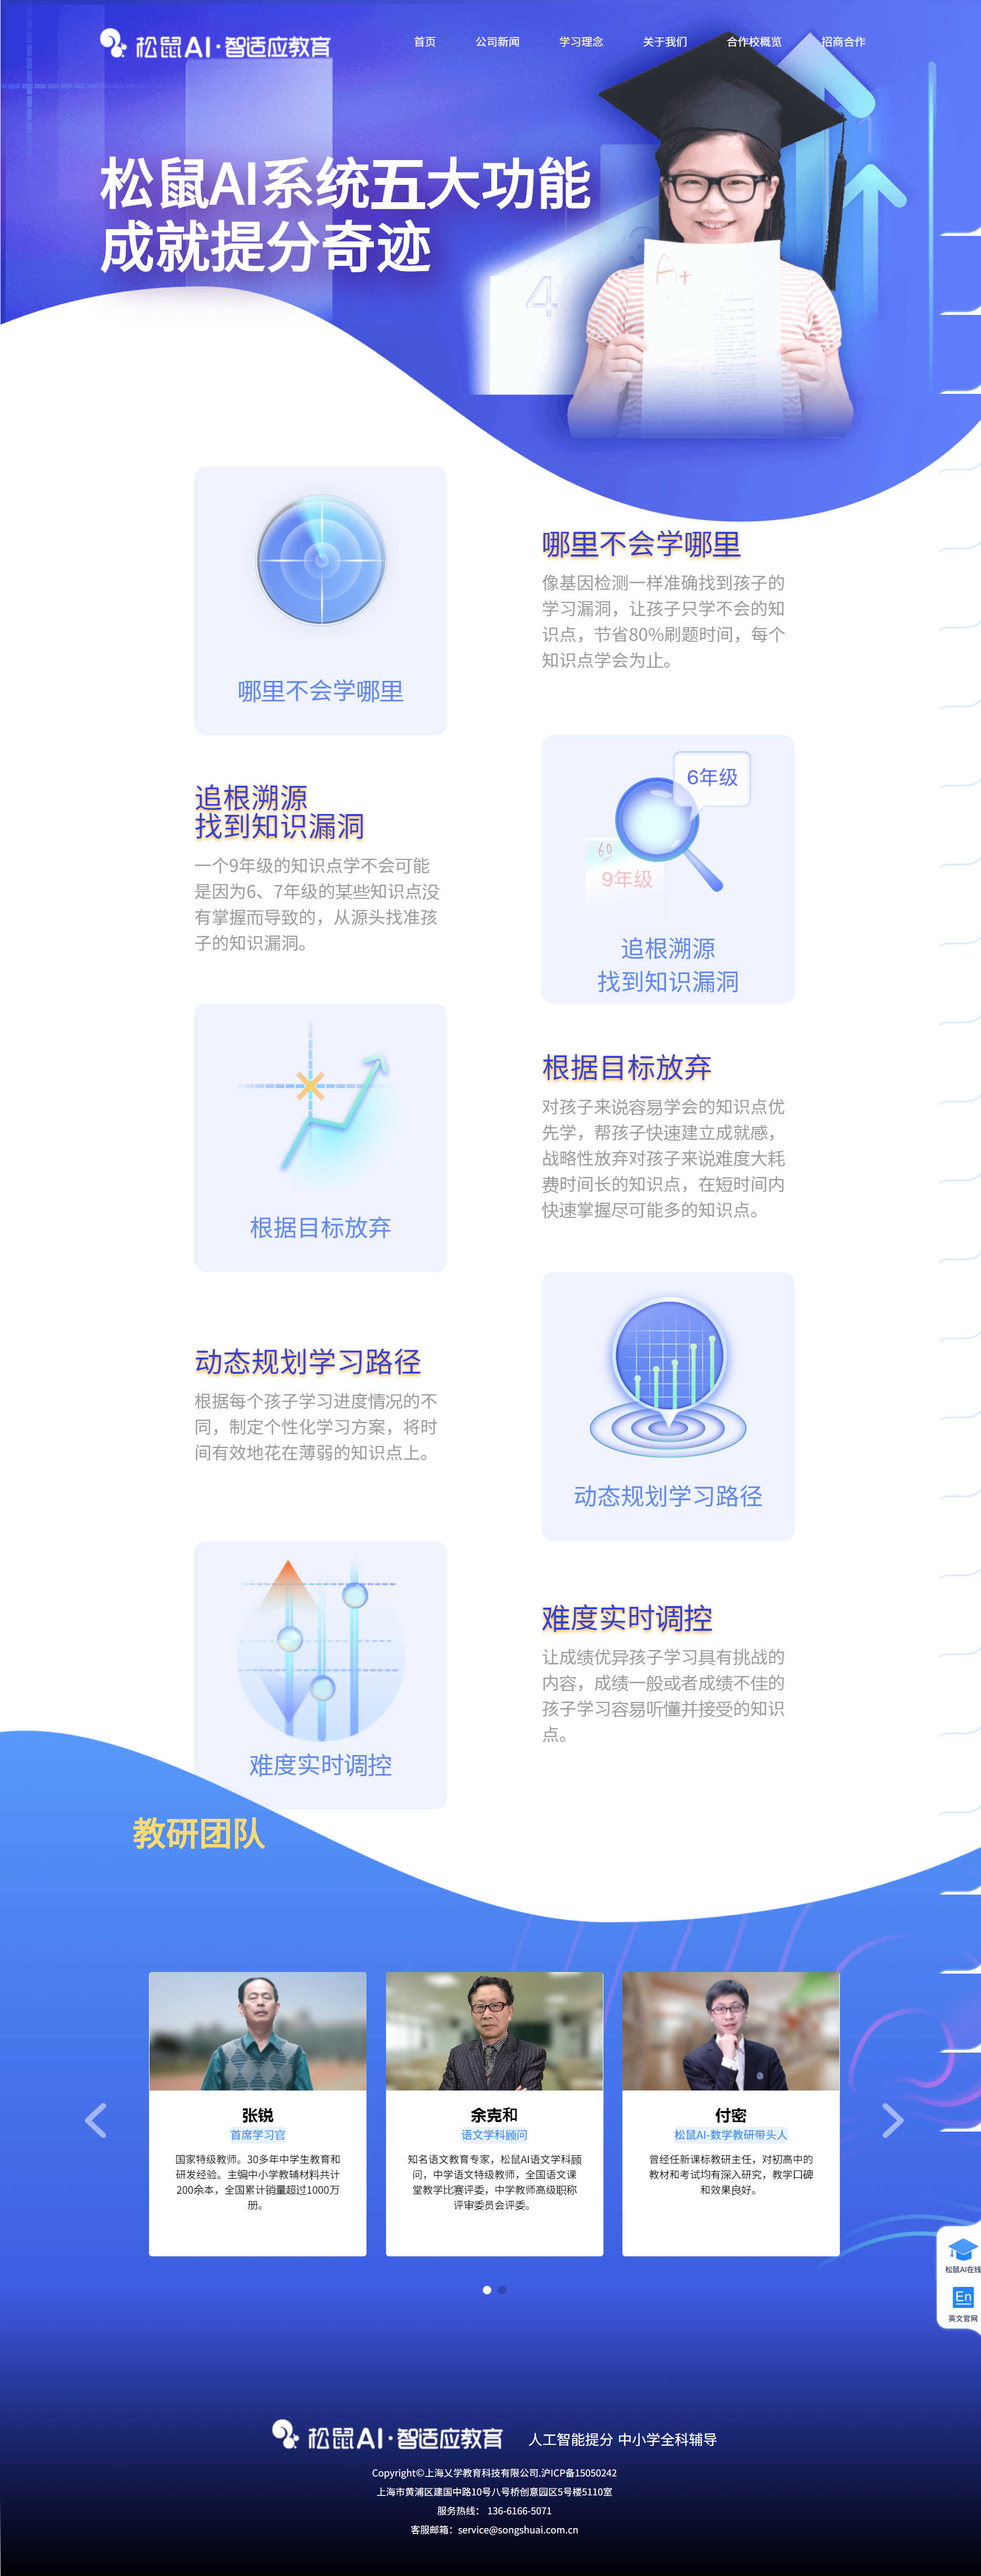 松鼠AI·智适应教育
首页 公司新闻 学习理念 关于我们 合作校概览 招商合作
松鼠AI系统五大功能
成就提分奇迹
A+
4
哪里不会学哪里
哪里不会学哪里
像基因检测一样准确找到孩子的
学习漏洞，让孩子只学不会的知
识点，节省80%刷题时间，每个
知识点学会为止。
追根溯源
找到知识漏洞
一个9年级的知识点学不会可能
是因为6、7年级的某些知识点没
有掌握而导致的，从源头找准孩
子的知识漏洞。
6年级
60
9年级
追根溯源
找到知识漏洞
根据目标放弃
根据目标放弃
对孩子来说容易学会的知识点优
先学，帮孩子快速建立成就感，
战略性放弃对孩子来说难度大耗
费时间长的知识点，在短时间内
快速掌握尽可能多的知识点。
动态规划学习路径
根据每个孩子学习进度情况的不
同，制定个性化学习方案，将时
间有效地花在薄弱的知识点上。
动态规划学习路径
难度实时调控
难度实时调控
让成绩优异孩子学习具有挑战的
内容，成绩一般或者成绩不佳的
孩子学习容易听懂并接受的知识
点。
教研团队
张锐
首席学习官
国家特级教师。30多年中学生教育和
研发经验。主编中小学教辅材料共计
200余本，全国累计销量超过1000万
册。
余克和
语文学科顾问
知名语文教育专家，松鼠AI语文学科顾
问，中学语文特级教师，全国语文课
堂教学比赛评委，中学教师高级职称
评审委员会评委。
付密
松鼠AI-数学教研带头人
曾经任新课标教研主任，对初高中的
教材和考试均有深入研究，教学口碑
和效果良好。
松鼠AI在线
En
英文官网
松鼠AI·智适应教育 人工智能提分 中小学全科辅导
Copyright©上海乂学教育科技有限公司.沪ICP备15050242
上海市黄浦区建国中路10号八号桥创意园区5号楼5110室
服务热线： 136-6166-5071
客服邮箱：service@songshuai.com.cn